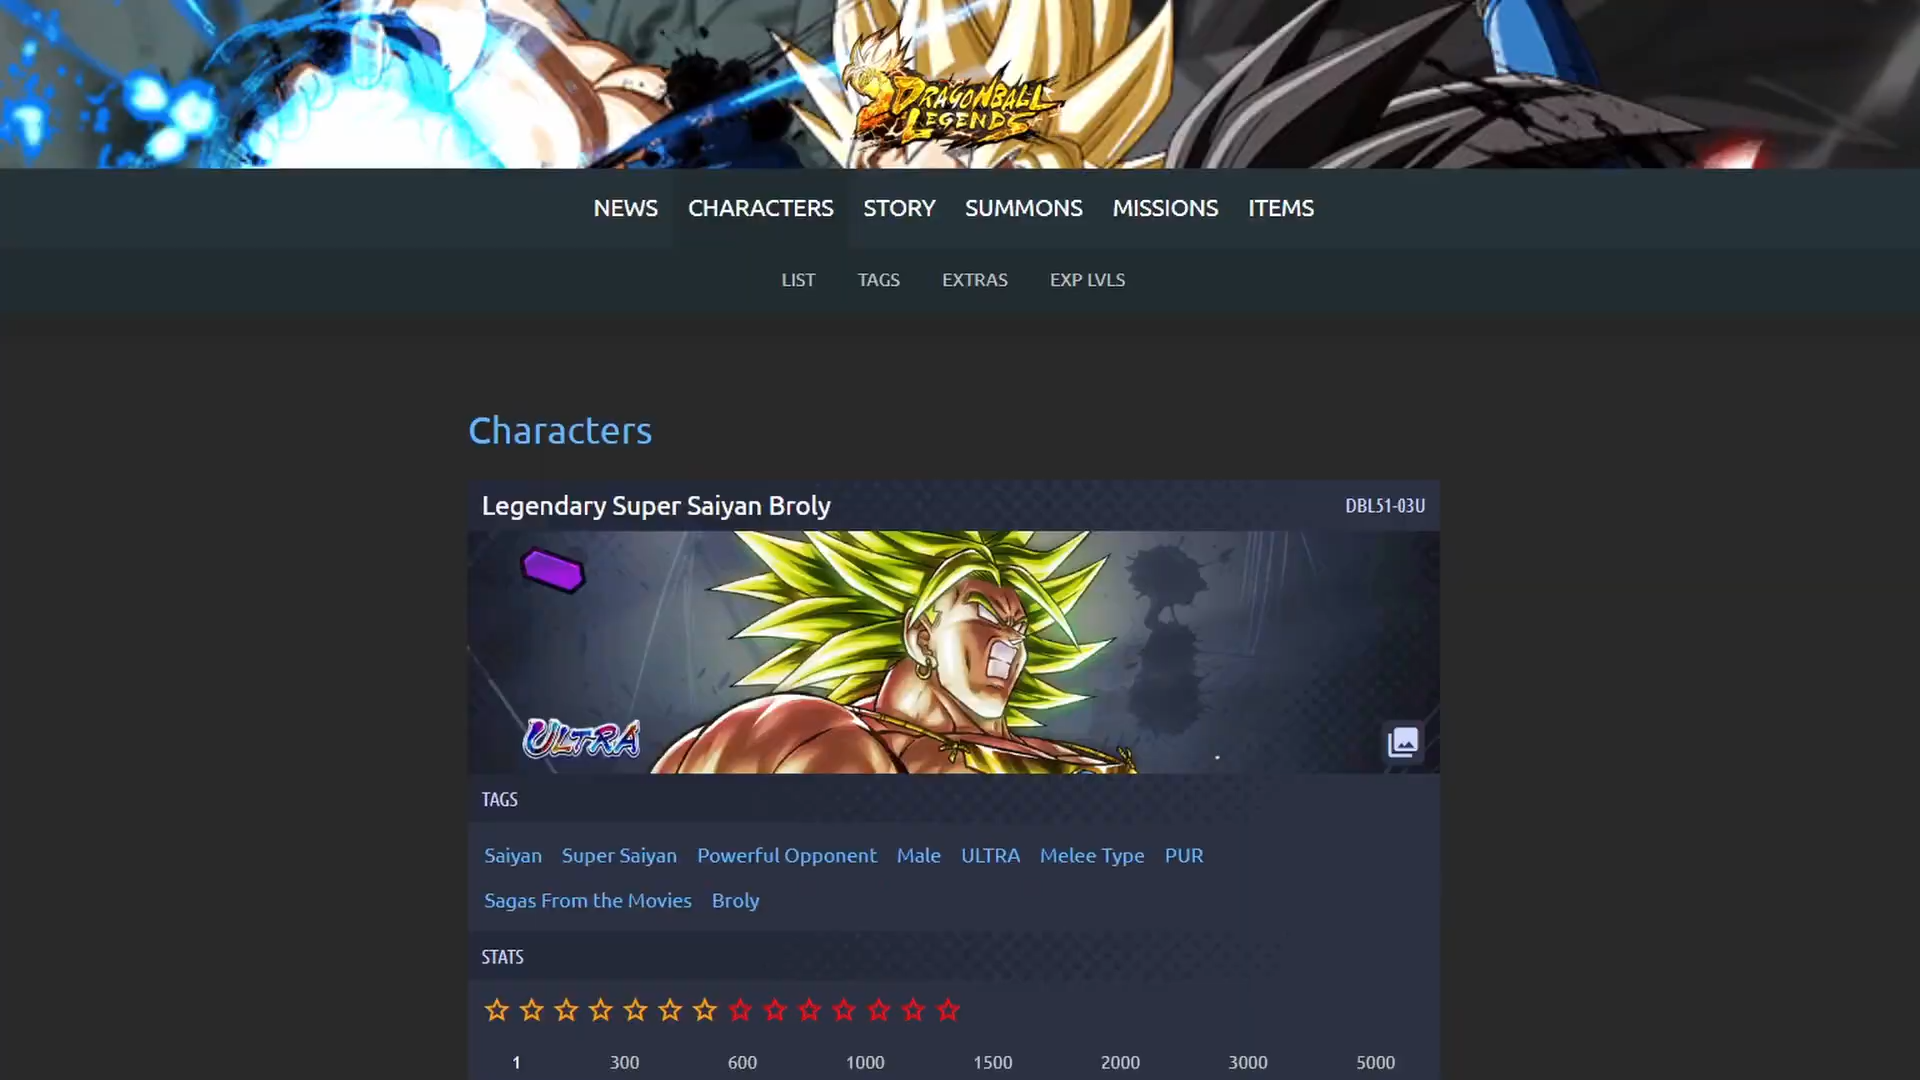 DRAGONBALL
LEGENDS
NEWS CHARACTERS STORY SUMMONS MISSIONS ITEMS
LIST TAGS EXTRAS EXP LVLS
Characters
Legendary Super Saiyan Broly DBL51-03U
ULTRA
TAGS
Saiyan Super Saiyan Powerful Opponent Male ULTRA Melee Type PUR
Sagas From the Movies Broly
STATS
1 300 600 1000 1500 2000 3000 5000